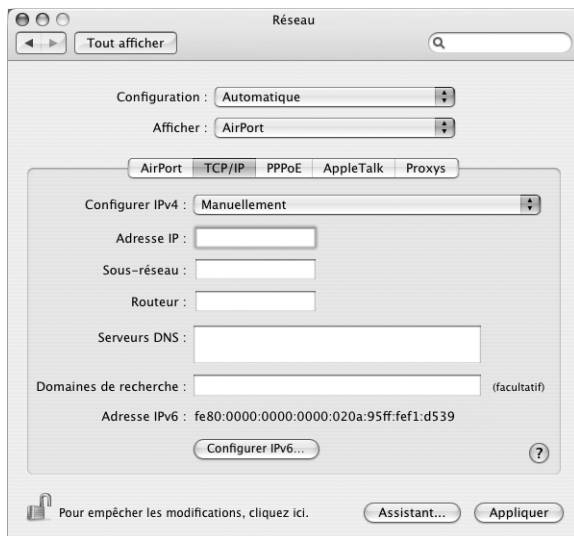 Réseau
Tout afficher
Configuration : Automatique
Afficher : AirPort
AirPort TCP/IP PPPoE AppleTalk Proxys
Configurer IPv4 : Manuellement
Adresse IP :
Sous-réseau :
Routeur :
Serveurs DNS :
Domaines de recherche : (facultatif)
Adresse IPv6 : fe80:0000:0000:0000:020a:95ff:fef1:d539
Configurer IPv6... ?
Pour empêcher les modifications, cliquez ici. Assistant... Appliquer